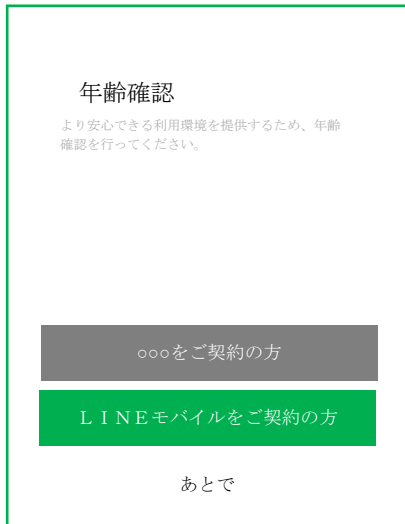 年齢確認
より安心できる利用環境を提供するため、年齢
確認を行ってください。
○○○をご契約の方
ＬＩＮＥモバイルをご契約の方
あとで